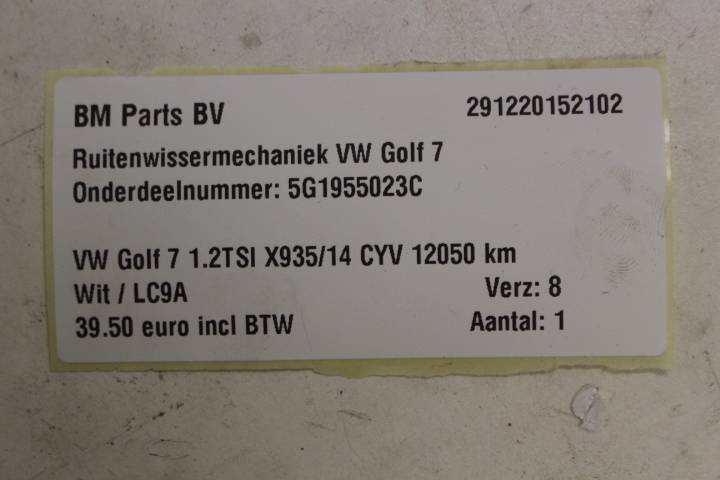 BM Parts BV 291220152102
Ruitenwissermechaniek VW Golf 7
Onderdeelnummer: 5G1955023C
VW Golf 7 1.2TSI X935/14 CYV 12050 km
Wit / LC9A Verz: 8
39.50 euro incl BTW Aantal: 1